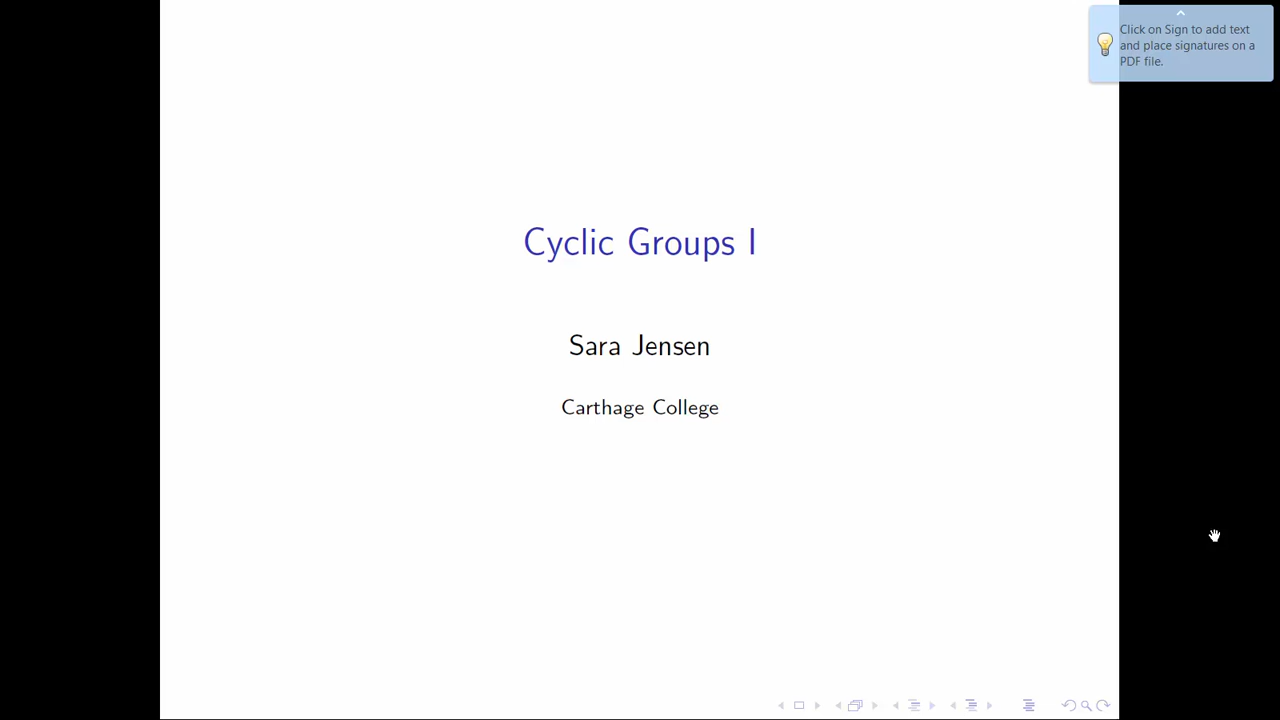 Click on Sign to add text
and place signatures on a
PDF file.
Cyclic Groups I
Sara Jensen
Carthage College